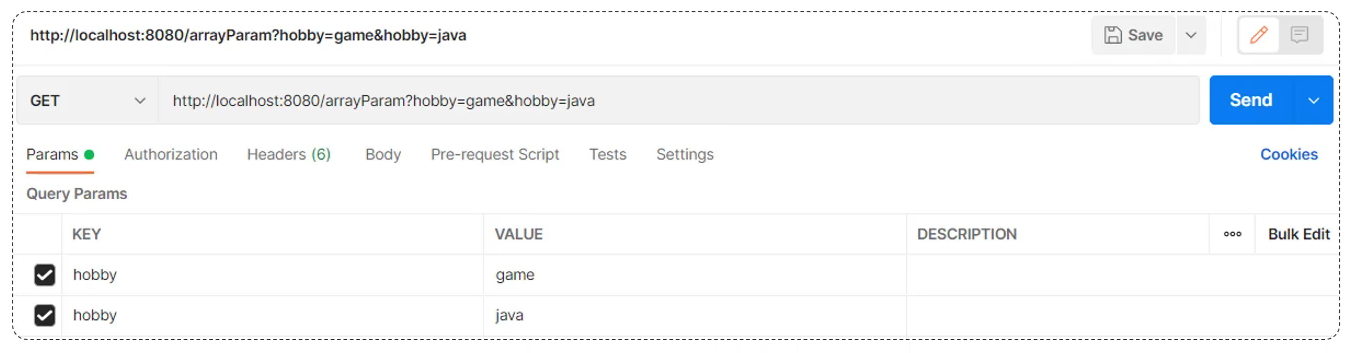 http://localhost:8080/arrayParam?hobby=game&hobby=java Save
GET http://localhost:8080/arrayParam?hobby=game&hobby=java Send
Params Authorization Headers (6) Body Pre-request Script Tests Settings Cookies
Query Params
KEY VALUE DESCRIPTION ooo Bulk Edit
hobby game
hobby java